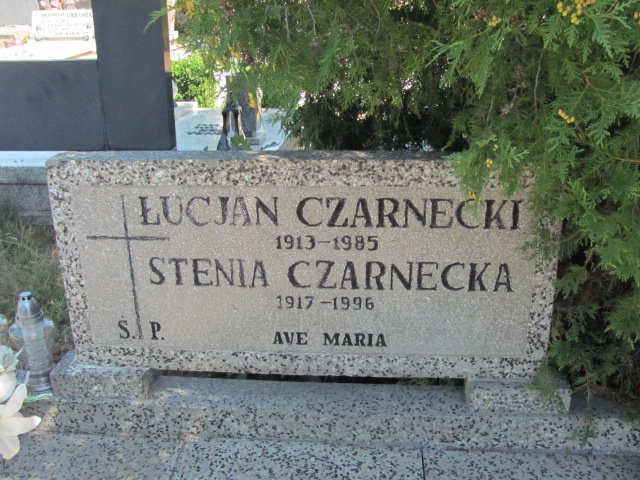 ŁUCJAN CZARNECKI
1913-1985
STENIA CZARNECKA
1917-1996
Ś.P. AVE MARIA